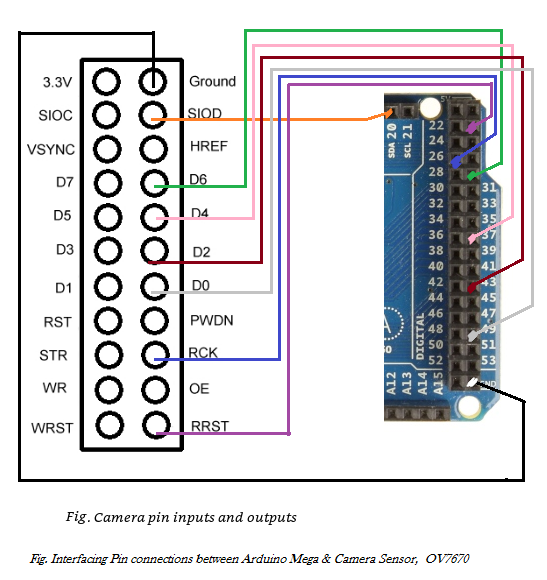 3.3V Ground
SIOC SIOD
VSYNC HREF
D7 D6
D5 D4
D3 D2
D1 D0
RST PWDN
STR RCK
WR OE
WRST RRST
5V
SDA 20
SCL 21
22
24
26
28
30 31
32 33
34 35
36 37
38 39
40 41
42 43
44 45
46 47
48 49
50 51
52 53
DIGITAL
A12 A13 A14 A15
Fig. Camera pin inputs and outputs
Fig. Interfacing Pin connections between Arduino Mega & Camera Sensor, OV7670